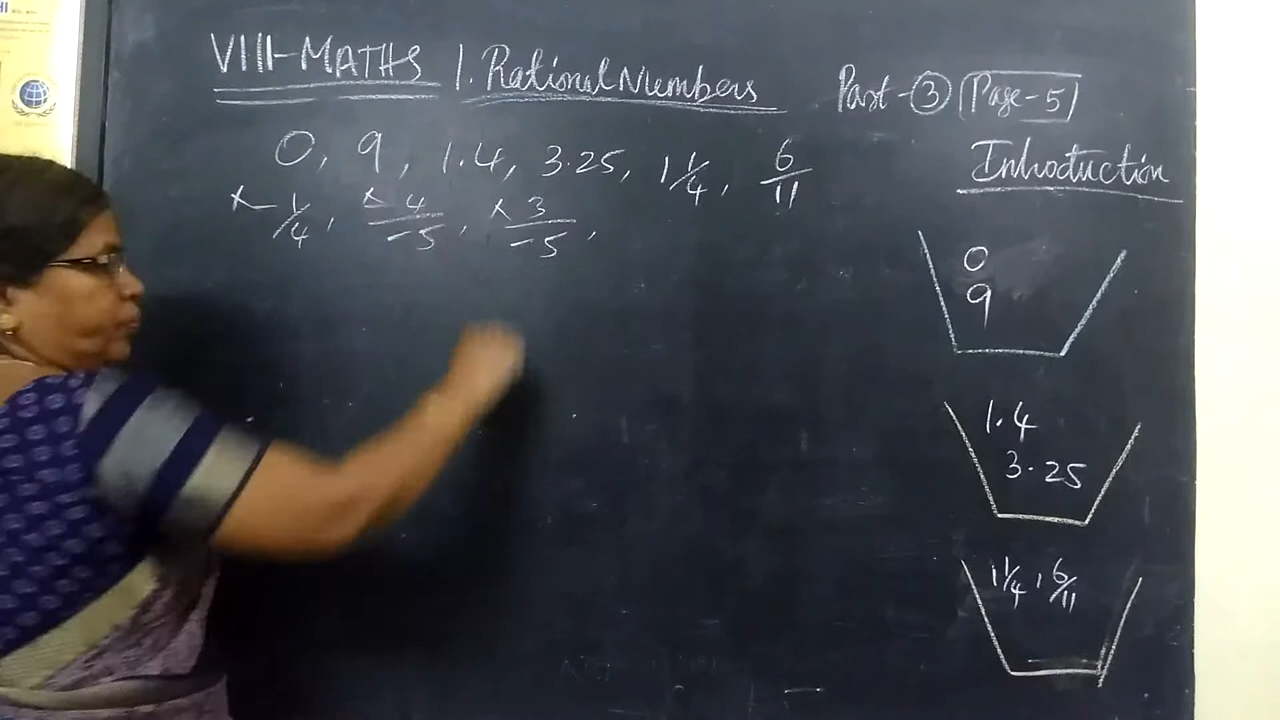 VIII-MATHS 1. Rational Numbers Part-③ Page-5
Introduction
0, 9, 1.4, 3.25, 1 1/4, 6/11
× -1/4, × 4/-5, × 3/-5,
0
9
1.4
3.25
1 1/4, 6/11